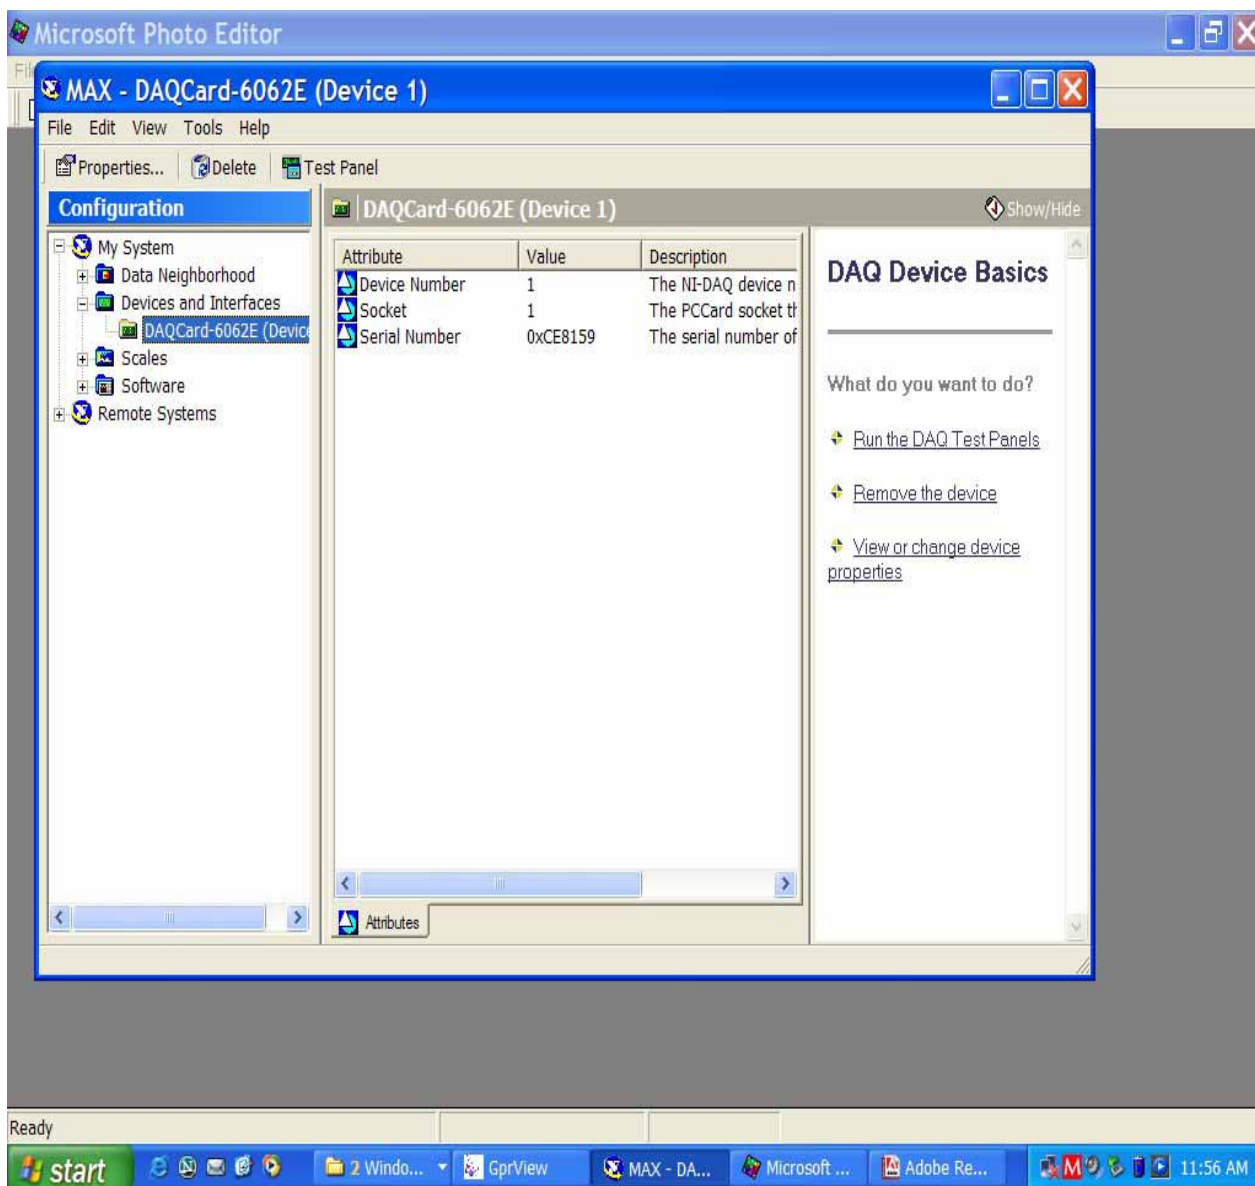 Microsoft Photo Editor
MAX - DAQCard-6062E (Device 1)
File Edit View Tools Help
Properties... Delete Test Panel
Configuration
DAQCard-6062E (Device 1)
Show/Hide
My System
Data Neighborhood
Devices and Interfaces
DAQCard-6062E (Device
Scales
Software
Remote Systems
Attribute Value Description
Device Number 1 The NI-DAQ device n
Socket 1 The PCCard socket th
Serial Number 0xCE8159 The serial number of
Attributes
DAQ Device Basics
What do you want to do?
Run the DAQ Test Panels
Remove the device
View or change device
properties
Ready
start 2 Windo... GprView MAX - DA... Microsoft ... Adobe Re... M 11:56 AM